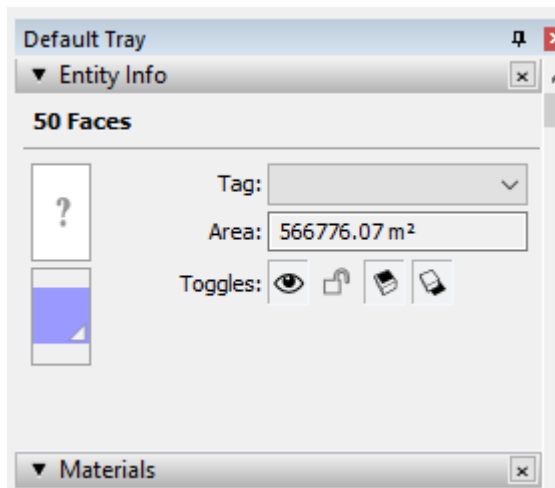 Default Tray
▼ Entity Info
50 Faces
?
Tag:
Area: 566776.07 m²
Toggles:
▼ Materials